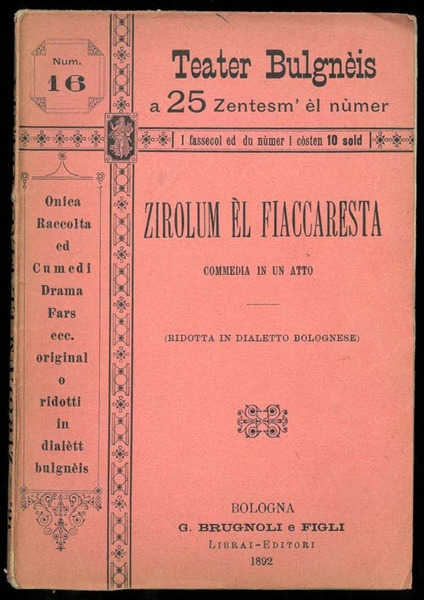 Num.
16
Teater Bulgnèis
a 25 Zentesm' èl nùmer
I fassecol ed du nùmer i còsten 10 sold
Onica
Raccolta
ed
Cumedi
Drama
Fars
ecc.
original
o
ridotti
in
dialètt
bulgnèis
ZIROLUM ÈL FIACCARESTA
COMMEDIA IN UN ATTO
(RIDOTTA IN DIALETTO BOLOGNESE)
BOLOGNA
G. BRUGNOLI e FIGLI
LIBRAI-EDITORI
1892